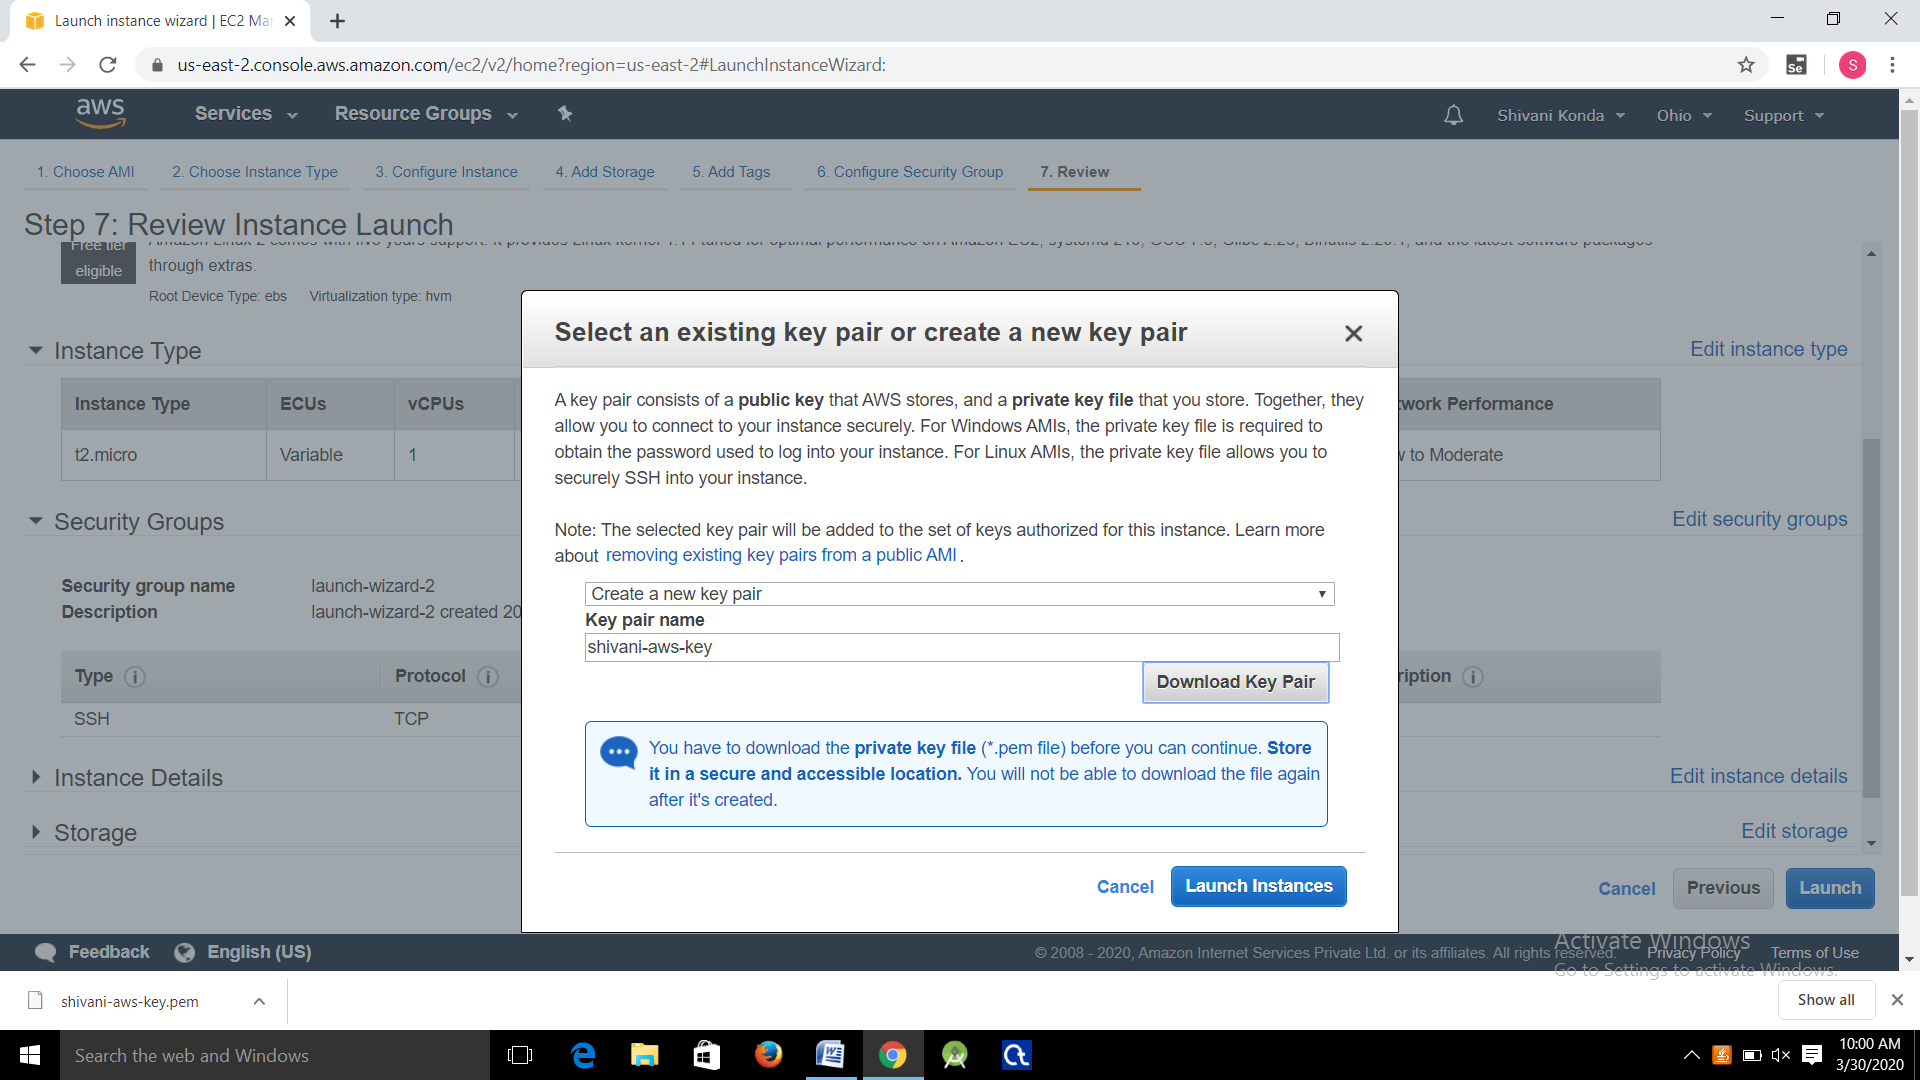 Launch instance wizard | EC2 Ma
us-east-2.console.aws.amazon.com/ec2/v2/home?region=us-east-2#LaunchInstanceWizard:
Se
S
aws
Services
Resource Groups
Shivani Konda
Ohio
Support
1. Choose AMI
2. Choose Instance Type
3. Configure Instance
4. Add Storage
5. Add Tags
6. Configure Security Group
7. Review
Step 7: Review Instance Launch
Free tier
eligible
through extras.
Root Device Type: ebs Virtualization type: hvm
Instance Type
Edit instance type
Instance Type ECUs vCPUs
twork Performance
t2.micro Variable 1
w to Moderate
Security Groups
Edit security groups
Security group name launch-wizard-2
Description launch-wizard-2 created 20
Type Protocol
ription
SSH TCP
Instance Details
Edit instance details
Storage
Edit storage
Select an existing key pair or create a new key pair
A key pair consists of a public key that AWS stores, and a private key file that you store. Together, they
allow you to connect to your instance securely. For Windows AMIs, the private key file is required to
obtain the password used to log into your instance. For Linux AMIs, the private key file allows you to
securely SSH into your instance.
Note: The selected key pair will be added to the set of keys authorized for this instance. Learn more
about removing existing key pairs from a public AMI .
Create a new key pair
Key pair name
shivani-aws-key
Download Key Pair
You have to download the private key file (*.pem file) before you can continue. Store
it in a secure and accessible location. You will not be able to download the file again
after it's created.
Cancel
Launch Instances
Cancel
Previous
Launch
Feedback
English (US)
© 2008 - 2020, Amazon Internet Services Private Ltd. or its affiliates. All rights reserved.
Privacy Policy
Terms of Use
Activate Windows
Go to Settings to activate Windows.
shivani-aws-key.pem
Show all
Search the web and Windows
10:00 AM
3/30/2020